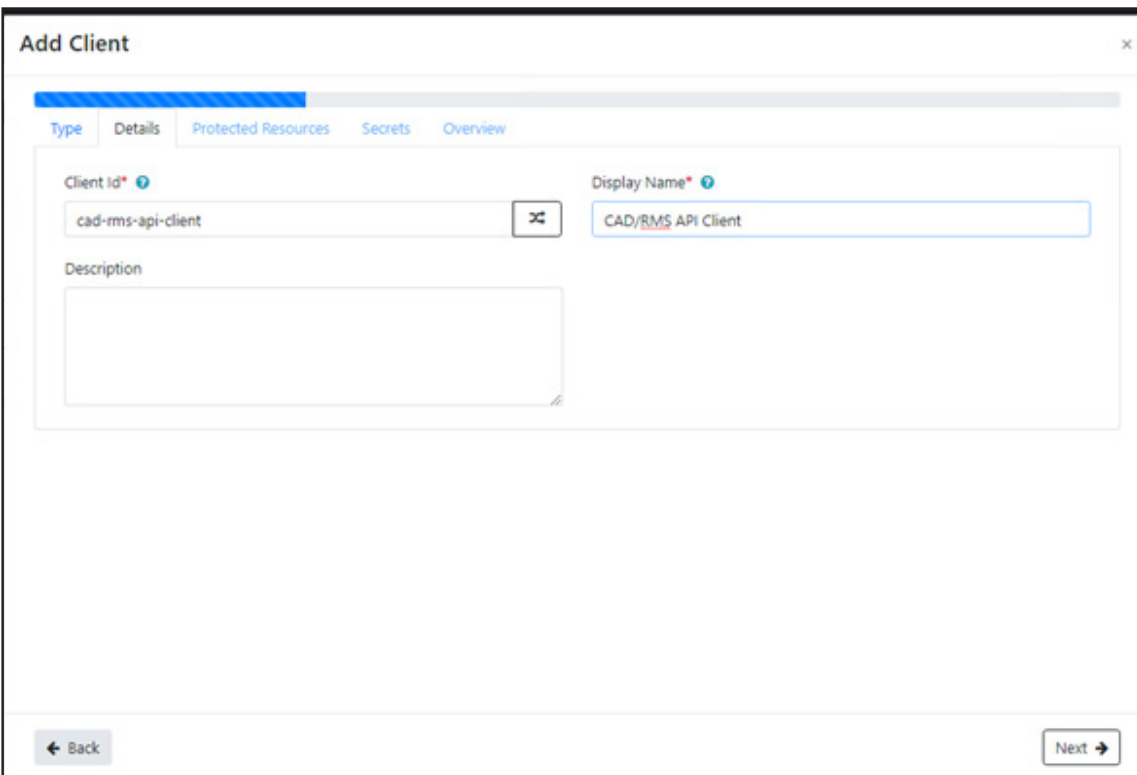 Add Client
Type Details Protected Resources Secrets Overview
Client Id* Display Name*
cad-rms-api-client CAD/RMS API Client
Description
Back Next